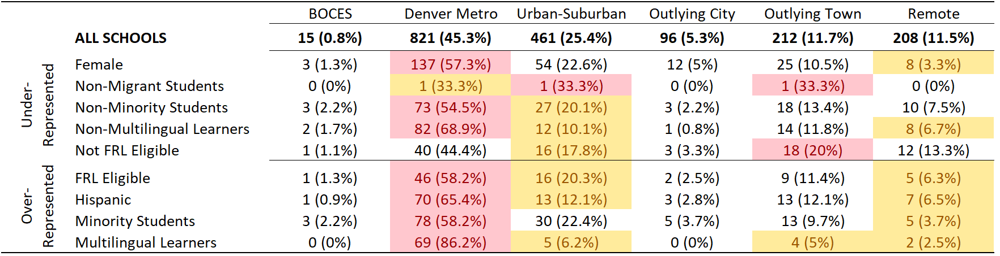 BOCES Denver Metro Urban-Suburban Outlying City Outlying Town Remote
ALL SCHOOLS 15 (0.8%) 821 (45.3%) 461 (25.4%) 96 (5.3%) 212 (11.7%) 208 (11.5%)
Under-
Represented
Female 3 (1.3%) 137 (57.3%) 54 (22.6%) 12 (5%) 25 (10.5%) 8 (3.3%)
Non-Migrant Students 0 (0%) 1 (33.3%) 1 (33.3%) 0 (0%) 1 (33.3%) 0 (0%)
Non-Minority Students 3 (2.2%) 73 (54.5%) 27 (20.1%) 3 (2.2%) 18 (13.4%) 10 (7.5%)
Non-Multilingual Learners 2 (1.7%) 82 (68.9%) 12 (10.1%) 1 (0.8%) 14 (11.8%) 8 (6.7%)
Not FRL Eligible 1 (1.1%) 40 (44.4%) 16 (17.8%) 3 (3.3%) 18 (20%) 12 (13.3%)
Over-
Represented
FRL Eligible 1 (1.3%) 46 (58.2%) 16 (20.3%) 2 (2.5%) 9 (11.4%) 5 (6.3%)
Hispanic 1 (0.9%) 70 (65.4%) 13 (12.1%) 3 (2.8%) 13 (12.1%) 7 (6.5%)
Minority Students 3 (2.2%) 78 (58.2%) 30 (22.4%) 5 (3.7%) 13 (9.7%) 5 (3.7%)
Multilingual Learners 0 (0%) 69 (86.2%) 5 (6.2%) 0 (0%) 4 (5%) 2 (2.5%)